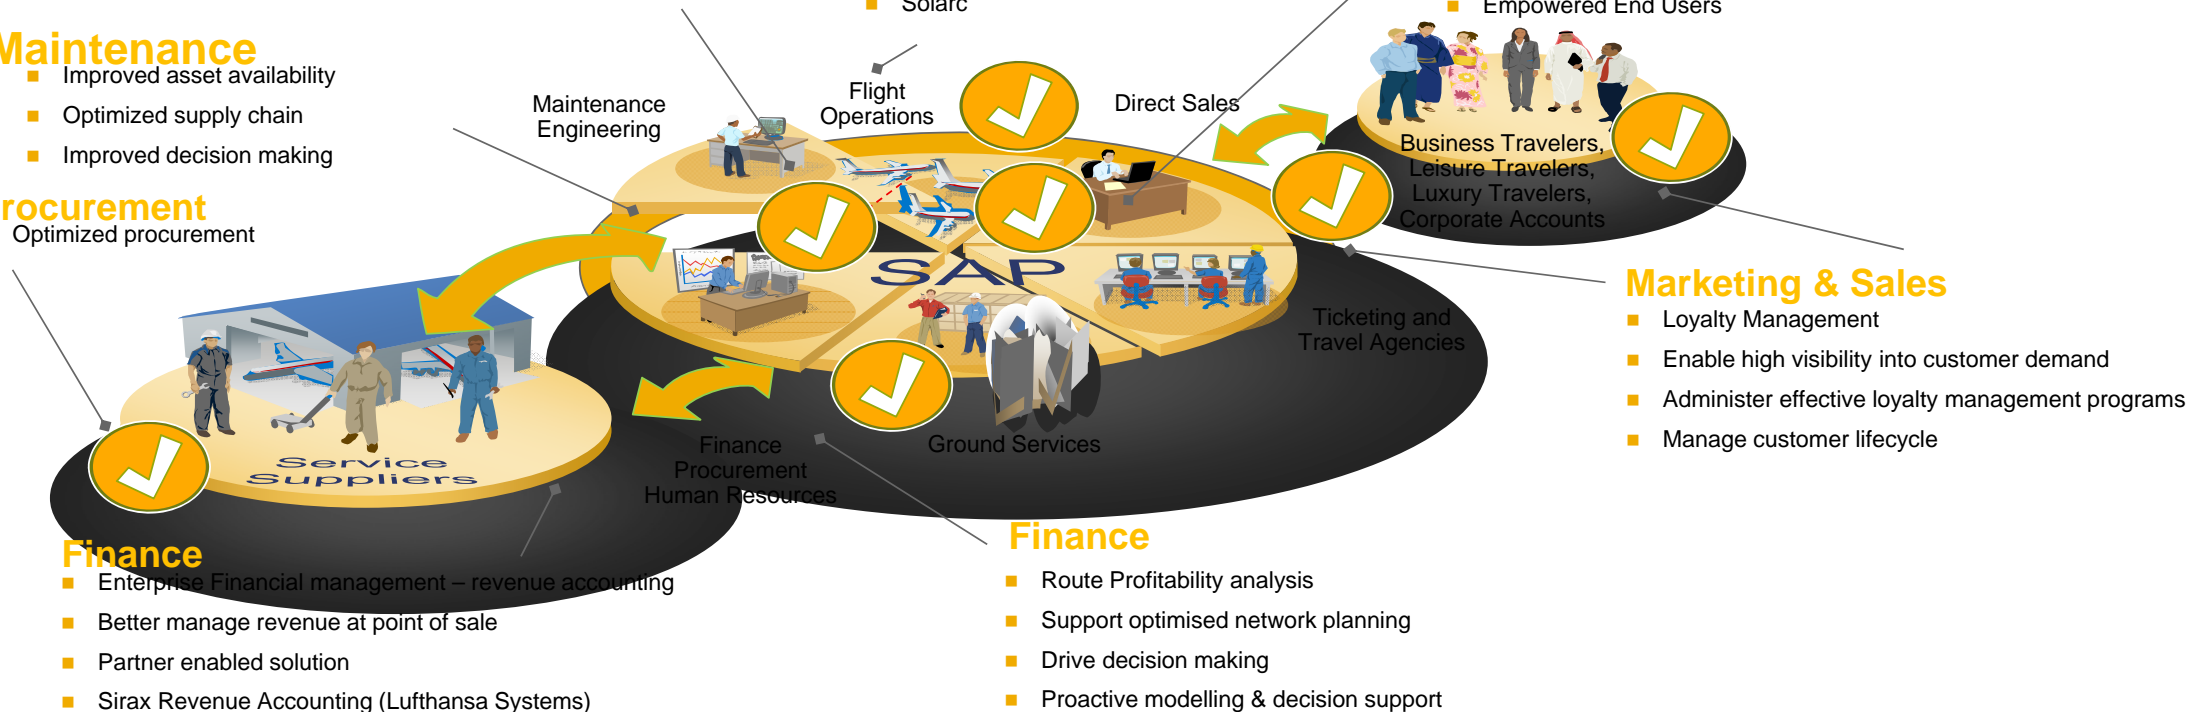 Solarc
Empowered End Users
Maintenance
Improved asset availability
Optimized supply chain
Improved decision making
rocurement
Optimized procurement
Maintenance
Engineering
Flight
Operations
Direct Sales
Business Travelers,
Leisure Travelers,
Luxury Travelers,
Corporate Accounts
SAP
Ticketing and
Travel Agencies
Marketing & Sales
Loyalty Management
Enable high visibility into customer demand
Administer effective loyalty management programs
Manage customer lifecycle
Service
Suppliers
Finance
Procurement
Human Resources
Ground Services
Finance
Enterprise Financial management – revenue accounting
Better manage revenue at point of sale
Partner enabled solution
Sirax Revenue Accounting (Lufthansa Systems)
Finance
Route Profitability analysis
Support optimised network planning
Drive decision making
Proactive modelling & decision support